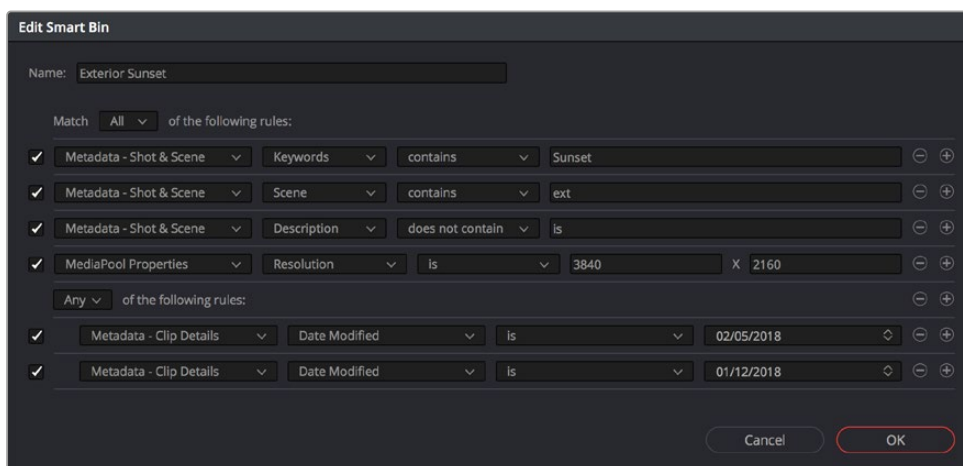 Edit Smart Bin
Name: Exterior Sunset
Match All of the following rules:
Metadata - Shot & Scene Keywords contains Sunset
Metadata - Shot & Scene Scene contains ext
Metadata - Shot & Scene Description does not contain is
MediaPool Properties Resolution is 3840 X 2160
Any of the following rules:
Metadata - Clip Details Date Modified is 02/05/2018
Metadata - Clip Details Date Modified is 01/12/2018
Cancel OK